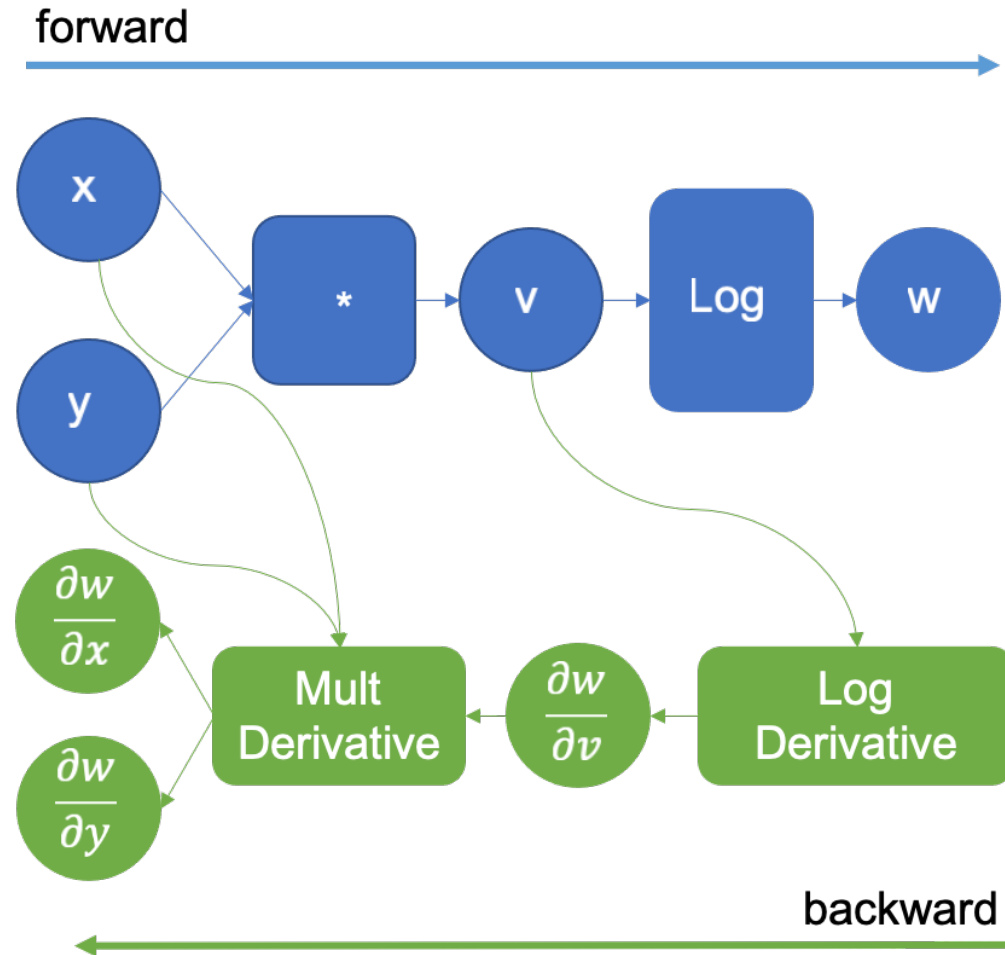 forward
x
*
v
Log
w
y
∂w
∂x
Mult
Derivative
∂w
∂v
Log
Derivative
∂w
∂y
backward